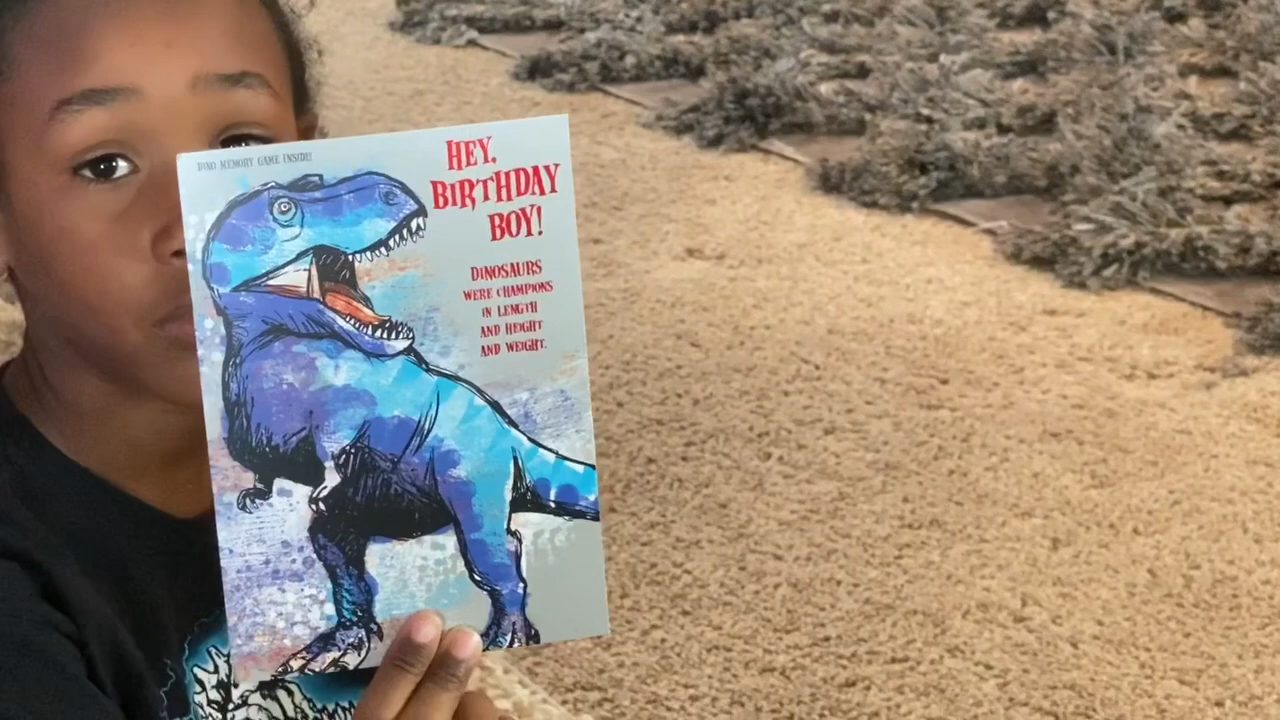 DINO MEMORY GAME INSIDE!
HEY,
BIRTHDAY
BOY!
DINOSAURS
WERE CHAMPIONS
IN LENGTH
AND HEIGHT
AND WEIGHT.